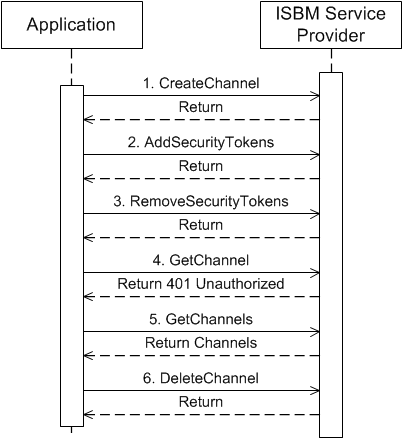 Application
ISBM Service
Provider
1. CreateChannel
Return
2. AddSecurityTokens
Return
3. RemoveSecurityTokens
Return
4. GetChannel
Return 401 Unauthorized
5. GetChannels
Return Channels
6. DeleteChannel
Return